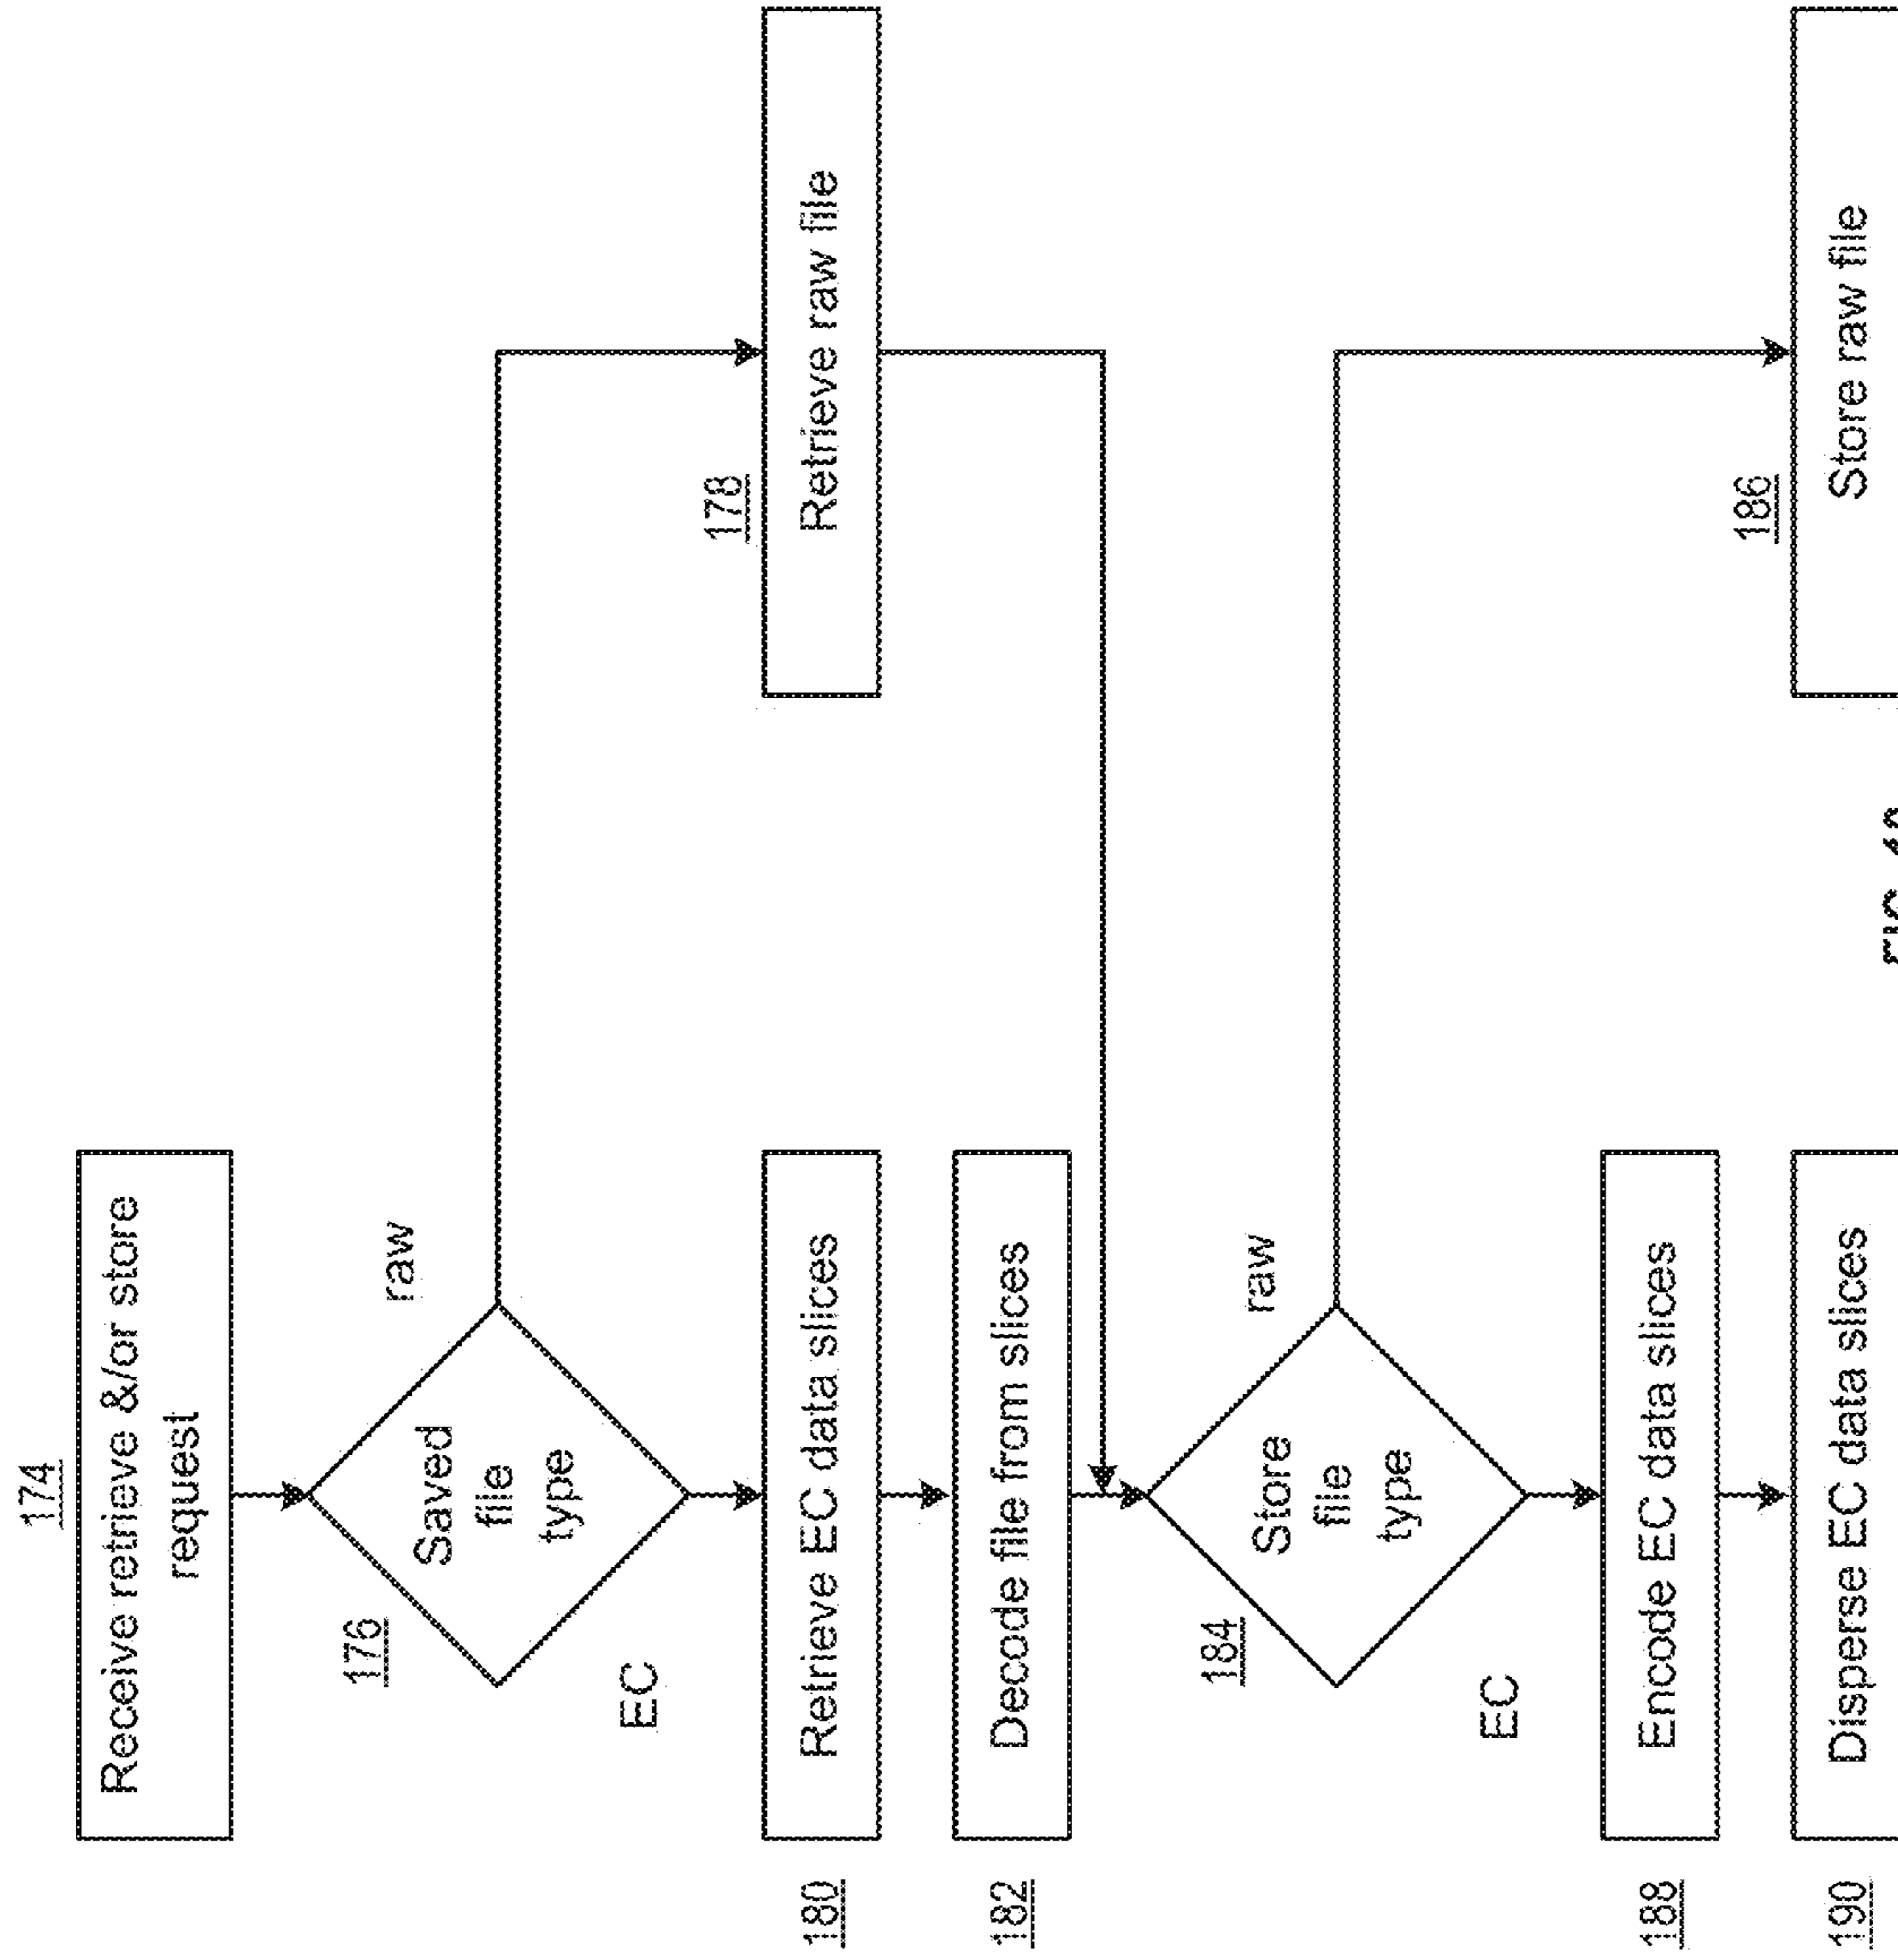 174
Receive retrieve &/or store
request
176
Saved
file
type
raw
EC
178
Retrieve raw file
180
Retrieve EC data slices
182
Decode file from slices
184
Store
file
type
raw
EC
186
Store raw file
188
Encode EC data slices
190
Disperse EC data slices